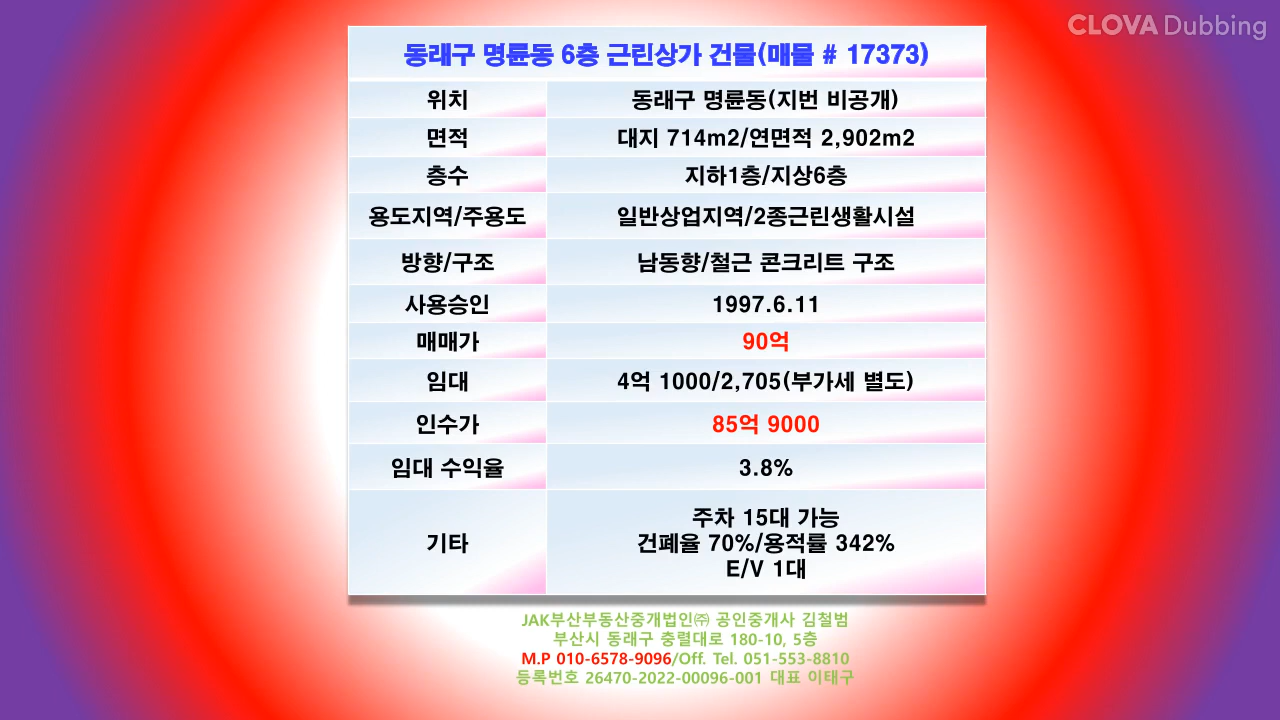 CLOVA Dubbing
동래구 명륜동 6층 근린상가 건물(매물 # 17373)
위치 동래구 명륜동(지번 비공개)
면적 대지 714m2/연면적 2,902m2
층수 지하1층/지상6층
용도지역/주용도 일반상업지역/2종근린생활시설
방향/구조 남동향/철근 콘크리트 구조
사용승인 1997.6.11
매매가 90억
임대 4억 1000/2,705(부가세 별도)
인수가 85억 9000
임대 수익율 3.8%
기타 주차 15대 가능
건폐율 70%/용적률 342%
E/V 1대
JAK부산부동산중개법인㈜ 공인중개사 김철범
부산시 동래구 충렬대로 180-10, 5층
M.P 010-6578-9096/Off. Tel. 051-553-8810
등록번호 26470-2022-00096-001 대표 이태구